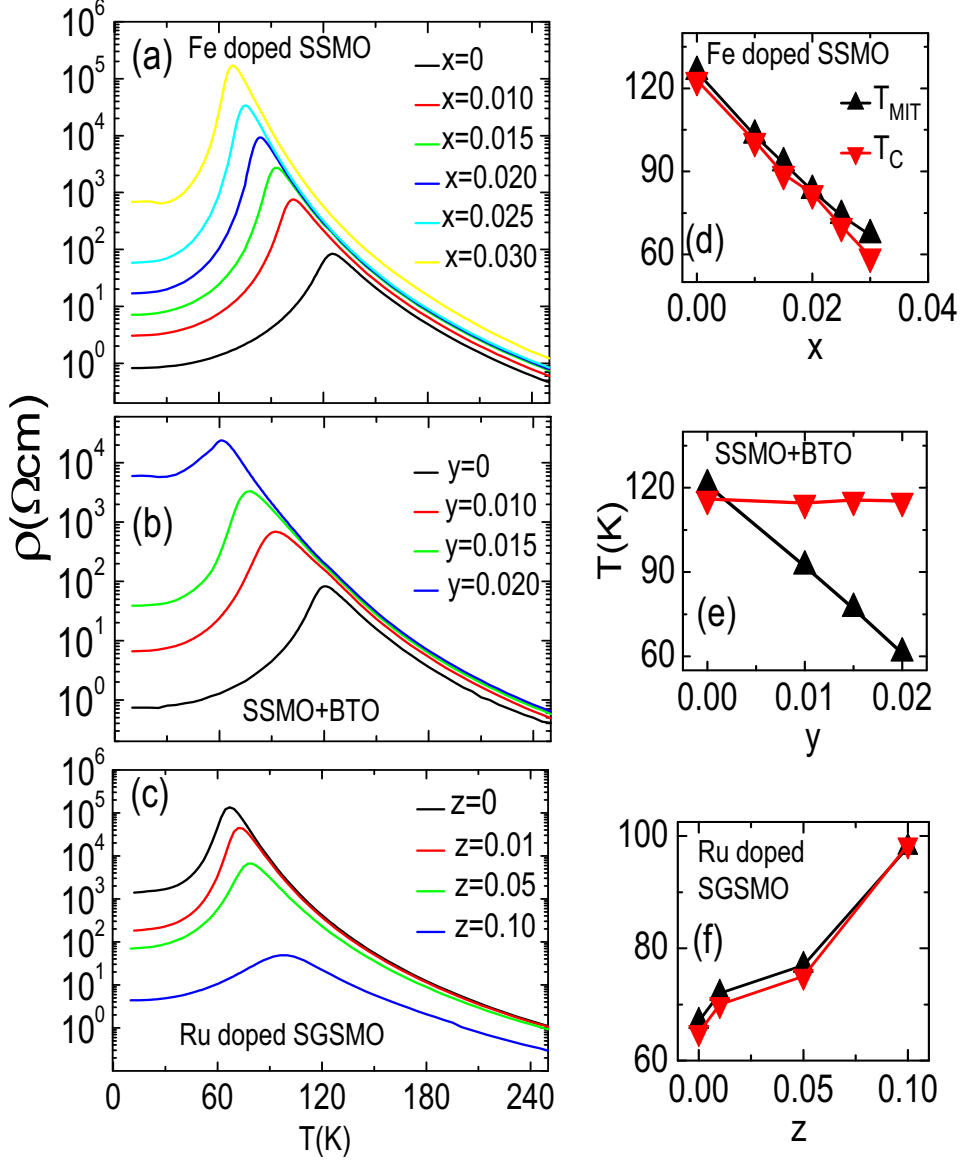 (a)
Fe doped SSMO
x=0
x=0.010
x=0.015
x=0.020
x=0.025
x=0.030
10^6
10^5
10^4
10^3
10^2
10^1
10^0
ρ(Ωcm)
(b)
y=0
y=0.010
y=0.015
y=0.020
SSMO+BTO
10^4
10^3
10^2
10^1
10^0
(c)
z=0
z=0.01
z=0.05
z=0.10
Ru doped SGSMO
10^6
10^5
10^4
10^3
10^2
10^1
10^0
0 60 120 180 240
T(K)
Fe doped SSMO
T_MIT
T_C
(d)
120
90
60
0.00 0.02 0.04
x
SSMO+BTO
(e)
T(K)
120
90
60
0.00 0.01 0.02
y
Ru doped
SGSMO
(f)
100
80
60
0.00 0.05 0.10
z